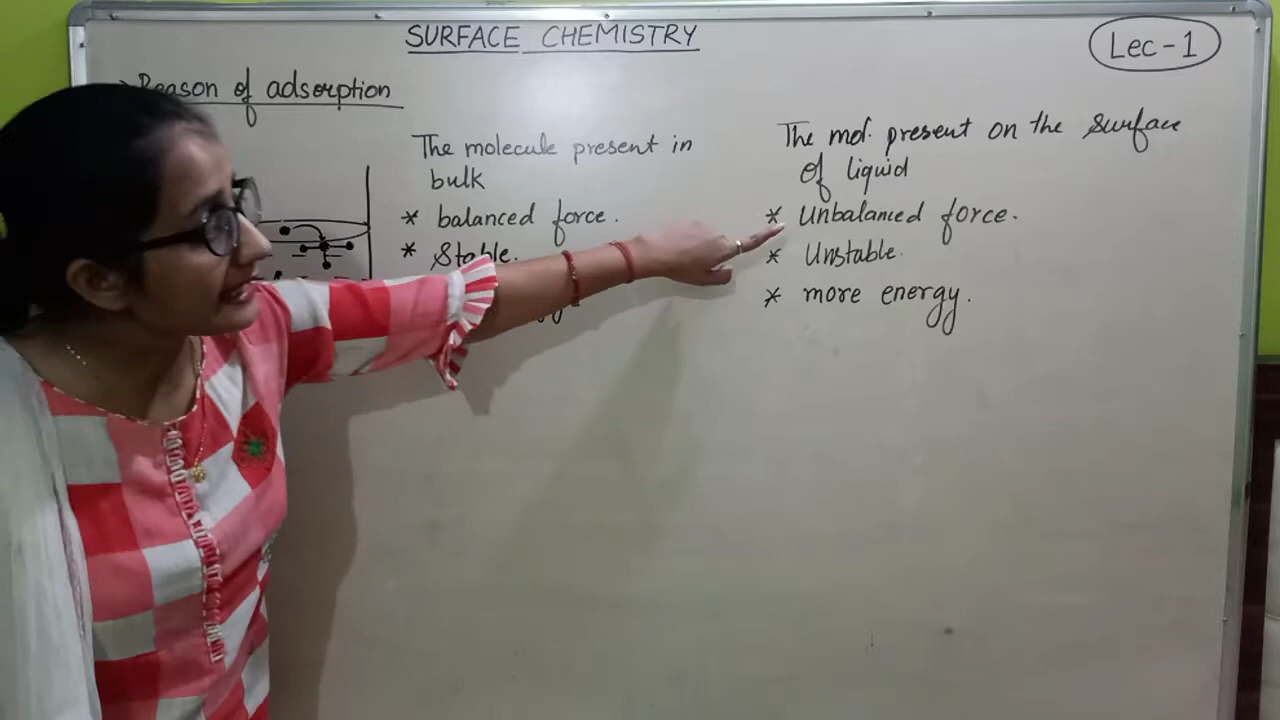 SURFACE CHEMISTRY
Lec-1
Reason of adsorption
The molecule present in
bulk
* balanced force.
* Stable.
The mol. present on the surface
of liquid
* Unbalanced force.
* Unstable.
* more energy.